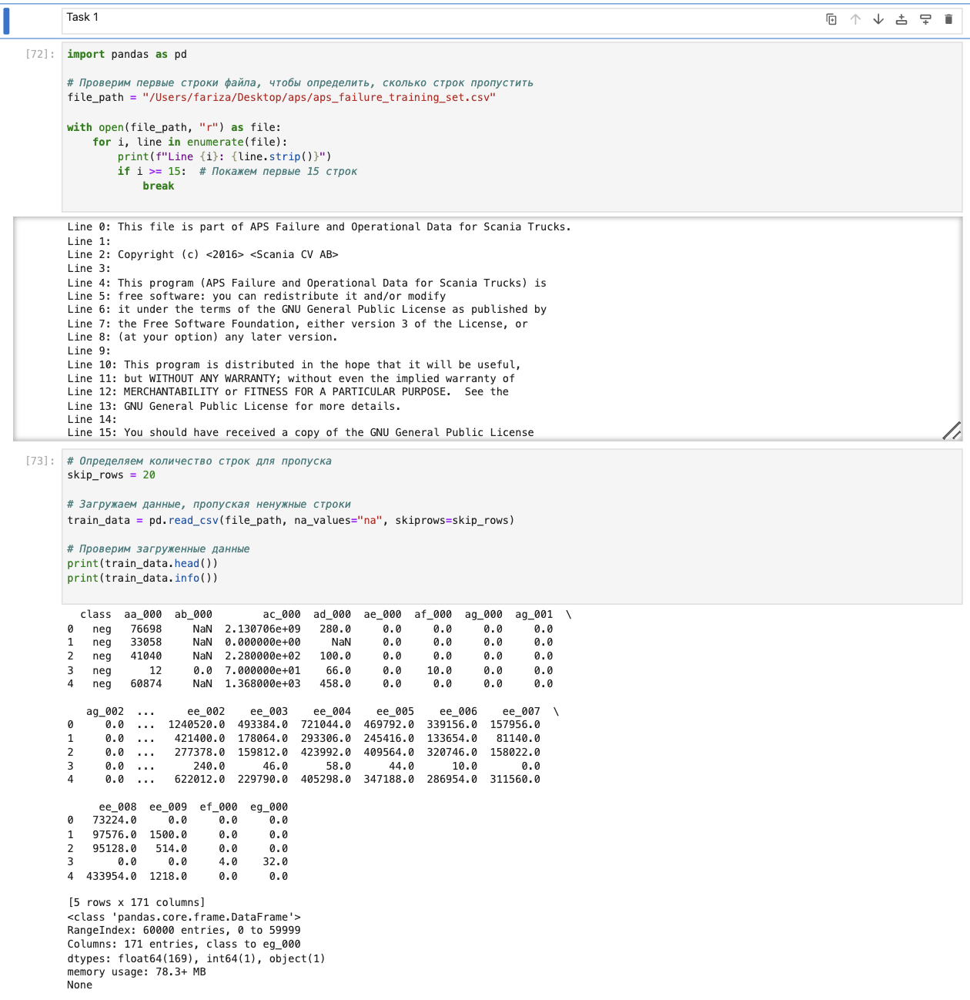 Task 1
[72]:
import pandas as pd
# Проверим первые строки файла, чтобы определить, сколько строк пропустить
file_path = "/Users/fariza/Desktop/aps/aps_failure_training_set.csv"
with open(file_path, "r") as file:
    for i, line in enumerate(file):
        print(f"Line {i}: {line.strip()}")
        if i >= 15:  # Покажем первые 15 строк
            break
Line 0: This file is part of APS Failure and Operational Data for Scania Trucks.
Line 1:
Line 2: Copyright (c) <2016> <Scania CV AB>
Line 3:
Line 4: This program (APS Failure and Operational Data for Scania Trucks) is
Line 5: free software: you can redistribute it and/or modify
Line 6: it under the terms of the GNU General Public License as published by
Line 7: the Free Software Foundation, either version 3 of the License, or
Line 8: (at your option) any later version.
Line 9:
Line 10: This program is distributed in the hope that it will be useful,
Line 11: but WITHOUT ANY WARRANTY; without even the implied warranty of
Line 12: MERCHANTABILITY or FITNESS FOR A PARTICULAR PURPOSE.  See the
Line 13: GNU General Public License for more details.
Line 14:
Line 15: You should have received a copy of the GNU General Public License
[73]:
# Определяем количество строк для пропуска
skip_rows = 20
# Загружаем данные, пропуская ненужные строки
train_data = pd.read_csv(file_path, na_values="na", skiprows=skip_rows)
# Проверим загруженные данные
print(train_data.head())
print(train_data.info())
  class  aa_000  ab_000        ac_000  ad_000  ae_000  af_000  ag_000  ag_001  \
0   neg   76698     NaN  2.130706e+09   280.0     0.0     0.0     0.0     0.0
1   neg   33058     NaN  0.000000e+00     NaN     0.0     0.0     0.0     0.0
2   neg   41040     NaN  2.280000e+02   100.0     0.0     0.0     0.0     0.0
3   neg      12     0.0  7.000000e+01    66.0     0.0    10.0     0.0     0.0
4   neg   60874     NaN  1.368000e+03   458.0     0.0     0.0     0.0     0.0
   ag_002  ...     ee_002    ee_003    ee_004    ee_005    ee_006    ee_007  \
0     0.0  ...  1240520.0  493384.0  721044.0  469792.0  339156.0  157956.0
1     0.0  ...   421400.0  178064.0  293306.0  245416.0  133654.0   81140.0
2     0.0  ...   277378.0  159812.0  423992.0  409564.0  320746.0  158022.0
3     0.0  ...      240.0      46.0      58.0      44.0      10.0       0.0
4     0.0  ...   622012.0  229790.0  405298.0  347188.0  286954.0  311560.0
     ee_008  ee_009  ef_000  eg_000
0   73224.0     0.0     0.0     0.0
1   97576.0  1500.0     0.0     0.0
2   95128.0   514.0     0.0     0.0
3       0.0     0.0     4.0    32.0
4  433954.0  1218.0     0.0     0.0
[5 rows x 171 columns]
<class 'pandas.core.frame.DataFrame'>
RangeIndex: 60000 entries, 0 to 59999
Columns: 171 entries, class to eg_000
dtypes: float64(169), int64(1), object(1)
memory usage: 78.3+ MB
None